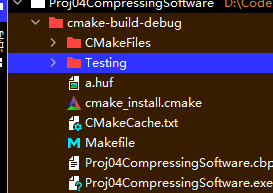 Proj04CompressingSoftware D:\Code
cmake-build-debug
CMakeFiles
Testing
a.huf
cmake_install.cmake
CMakeCache.txt
Makefile
Proj04CompressingSoftware.cbp
Proj04CompressingSoftware.exe